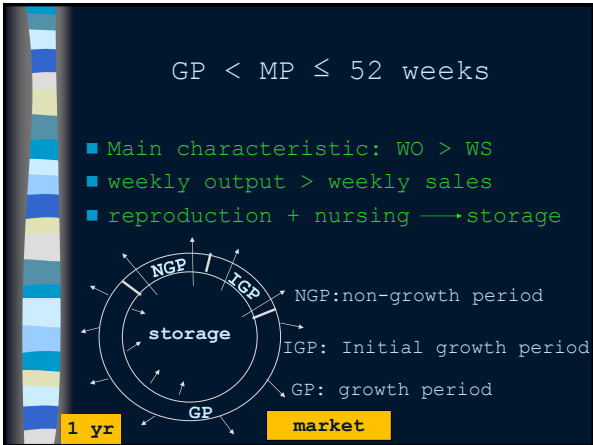 GP < MP ≤ 52 weeks
Main characteristic: WO > WS
weekly output > weekly sales
reproduction + nursing → storage
NGP
IGP
NGP:non-growth period
storage
IGP: Initial growth period
GP: growth period
GP
1 yr
market